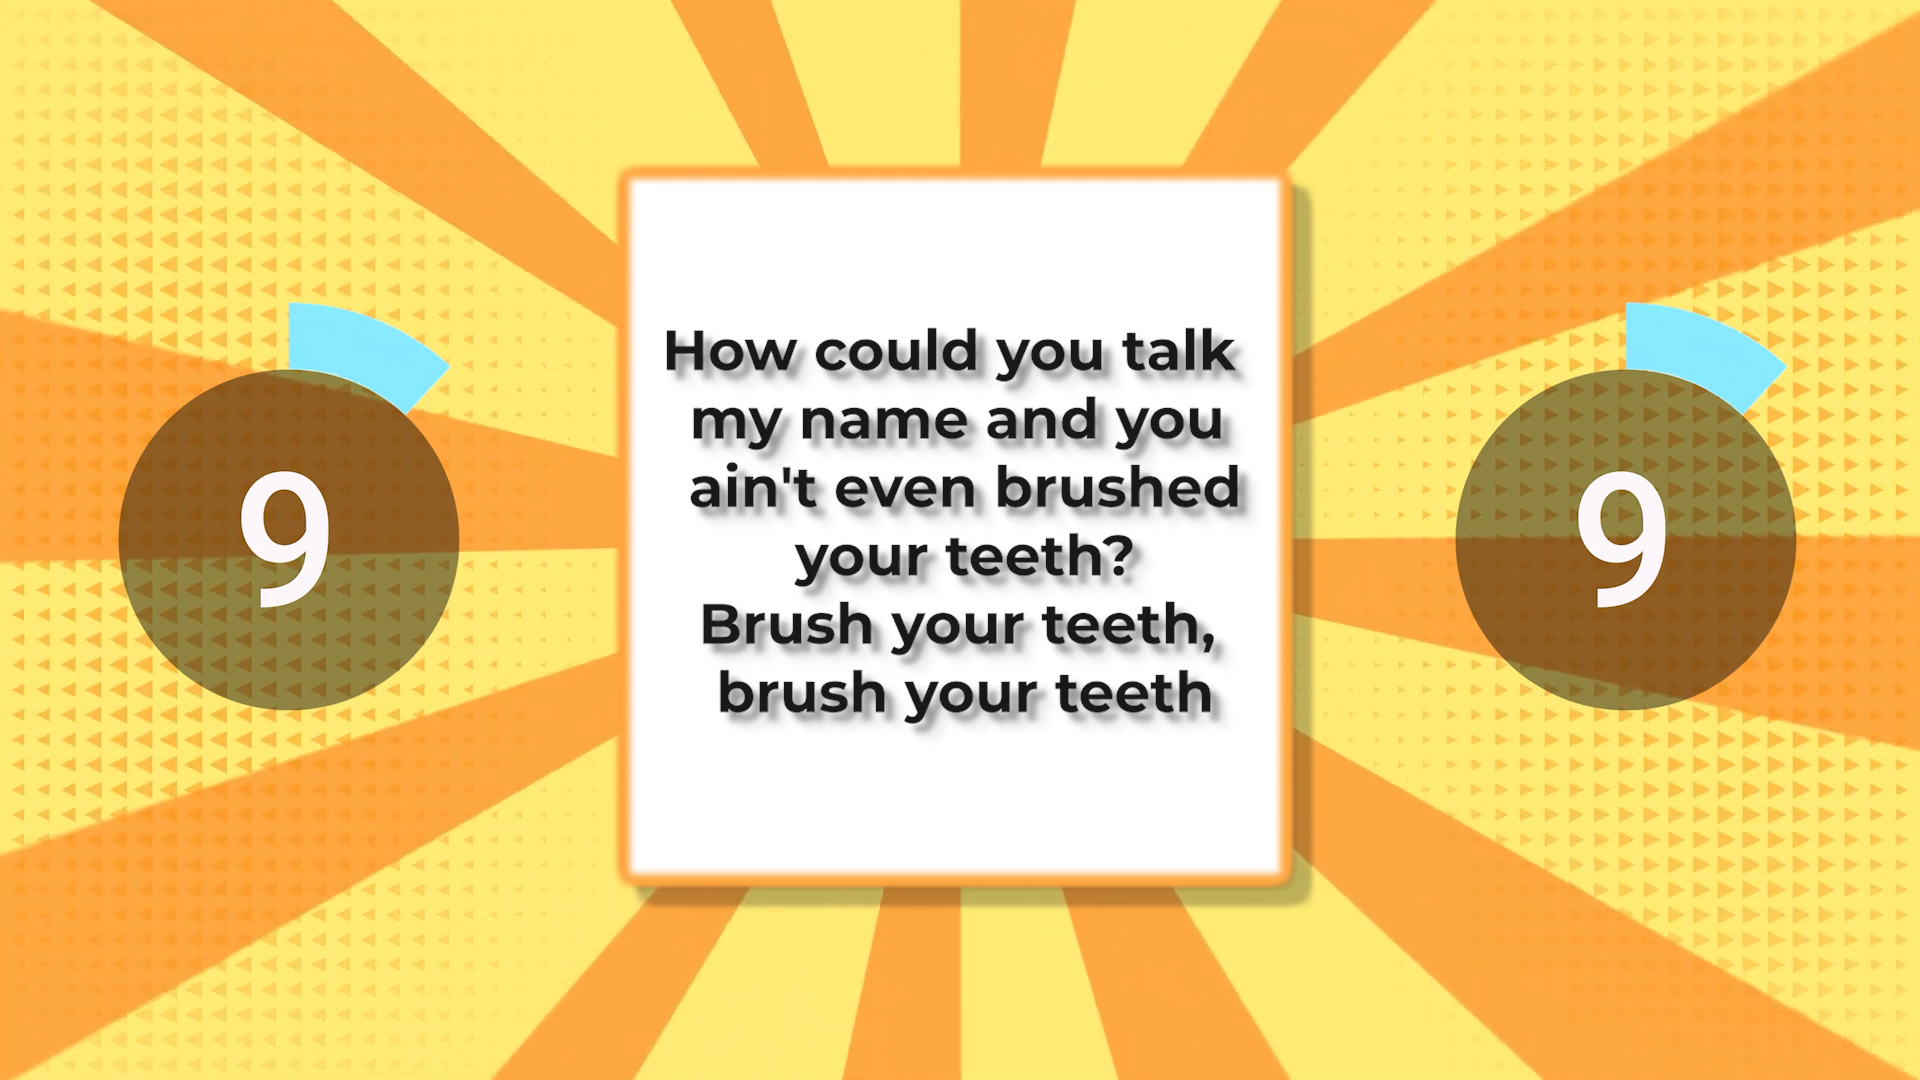 How could you talk
my name and you
ain't even brushed
your teeth?
Brush your teeth,
brush your teeth
9
9